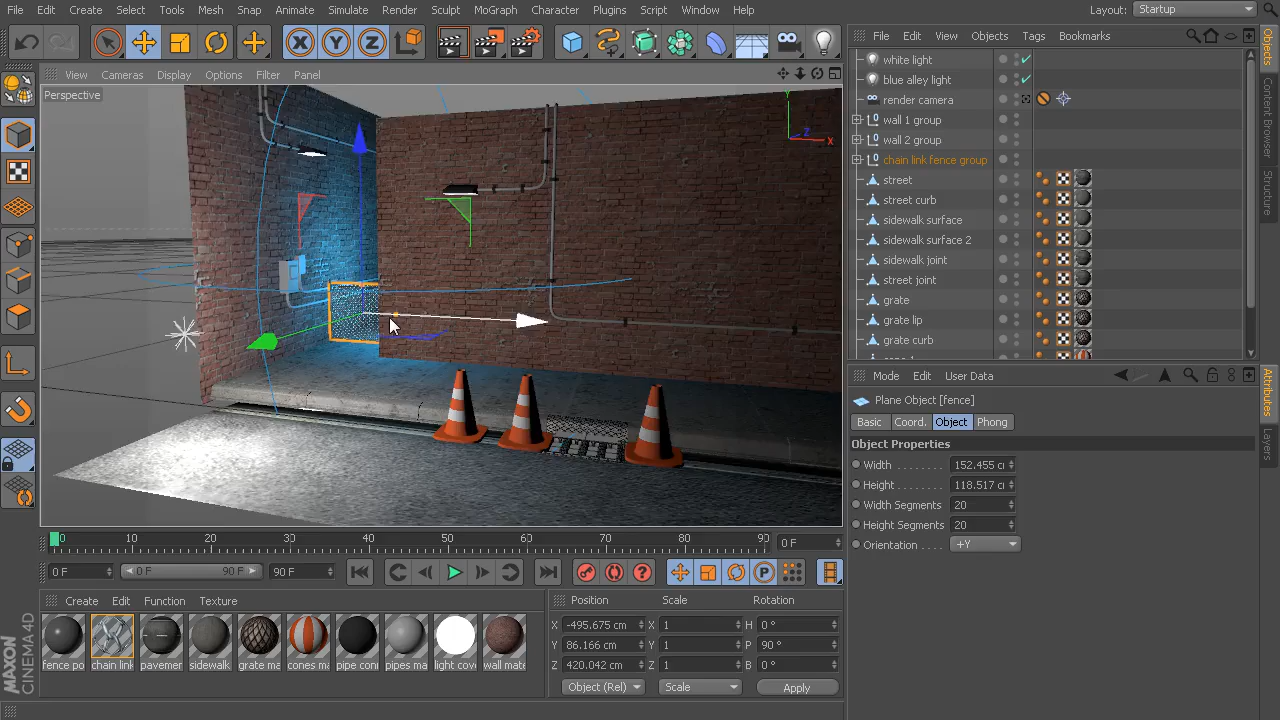 File Edit Create Select Tools Mesh Snap Animate Simulate Render Sculpt MoGraph Character Plugins Script Window Help Layout: Startup
File Edit View Objects Tags Bookmarks
View Cameras Display Options Filter Panel
Perspective
Y
Z X
white light
blue alley light
render camera
wall 1 group
wall 2 group
chain link fence group
street
street curb
sidewalk surface
sidewalk surface 2
sidewalk joint
street joint
grate
grate lip
grate curb
Objects
Content Browser
Structure
Mode Edit User Data
Plane Object [fence]
Basic Coord. Object Phong
Object Properties
Width 152.455 c
Height 118.517 c
Width Segments 20
Height Segments 20
Orientation +Y
Attributes
Layers
0 10 20 30 40 50 60 70 80 90 0 F
0 F 0 F 90 F 90 F
Create Edit Function Texture
fence po chain link pavemer sidewalk grate ma cones ma pipe coni pipes ma light cove wall mate
Position Scale Rotation
X -495.675 cm X 1 H 0 °
Y 86.166 cm Y 1 P 90 °
Z 420.042 cm Z 1 B 0 °
Object (Rel) Scale Apply
MAXON
CINEMA 4D